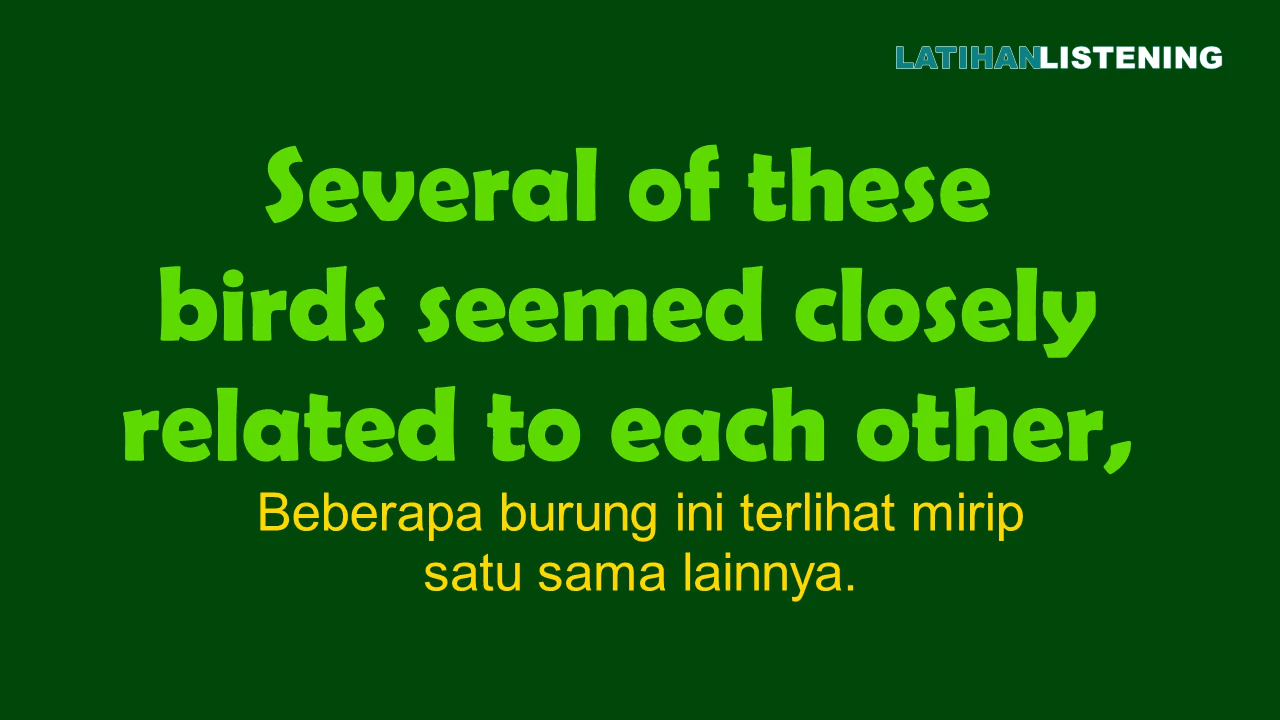 LATIHANLISTENING
Several of these
birds seemed closely
related to each other,
Beberapa burung ini terlihat mirip
satu sama lainnya.